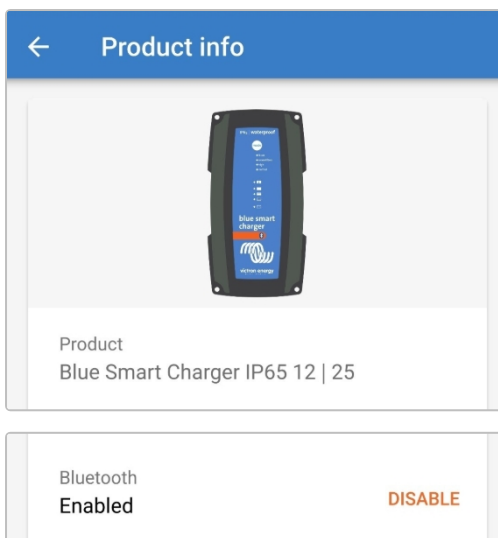 Product info
blue smart
charger
victron energy
Product
Blue Smart Charger IP65 12 | 25
Bluetooth
Enabled
DISABLE